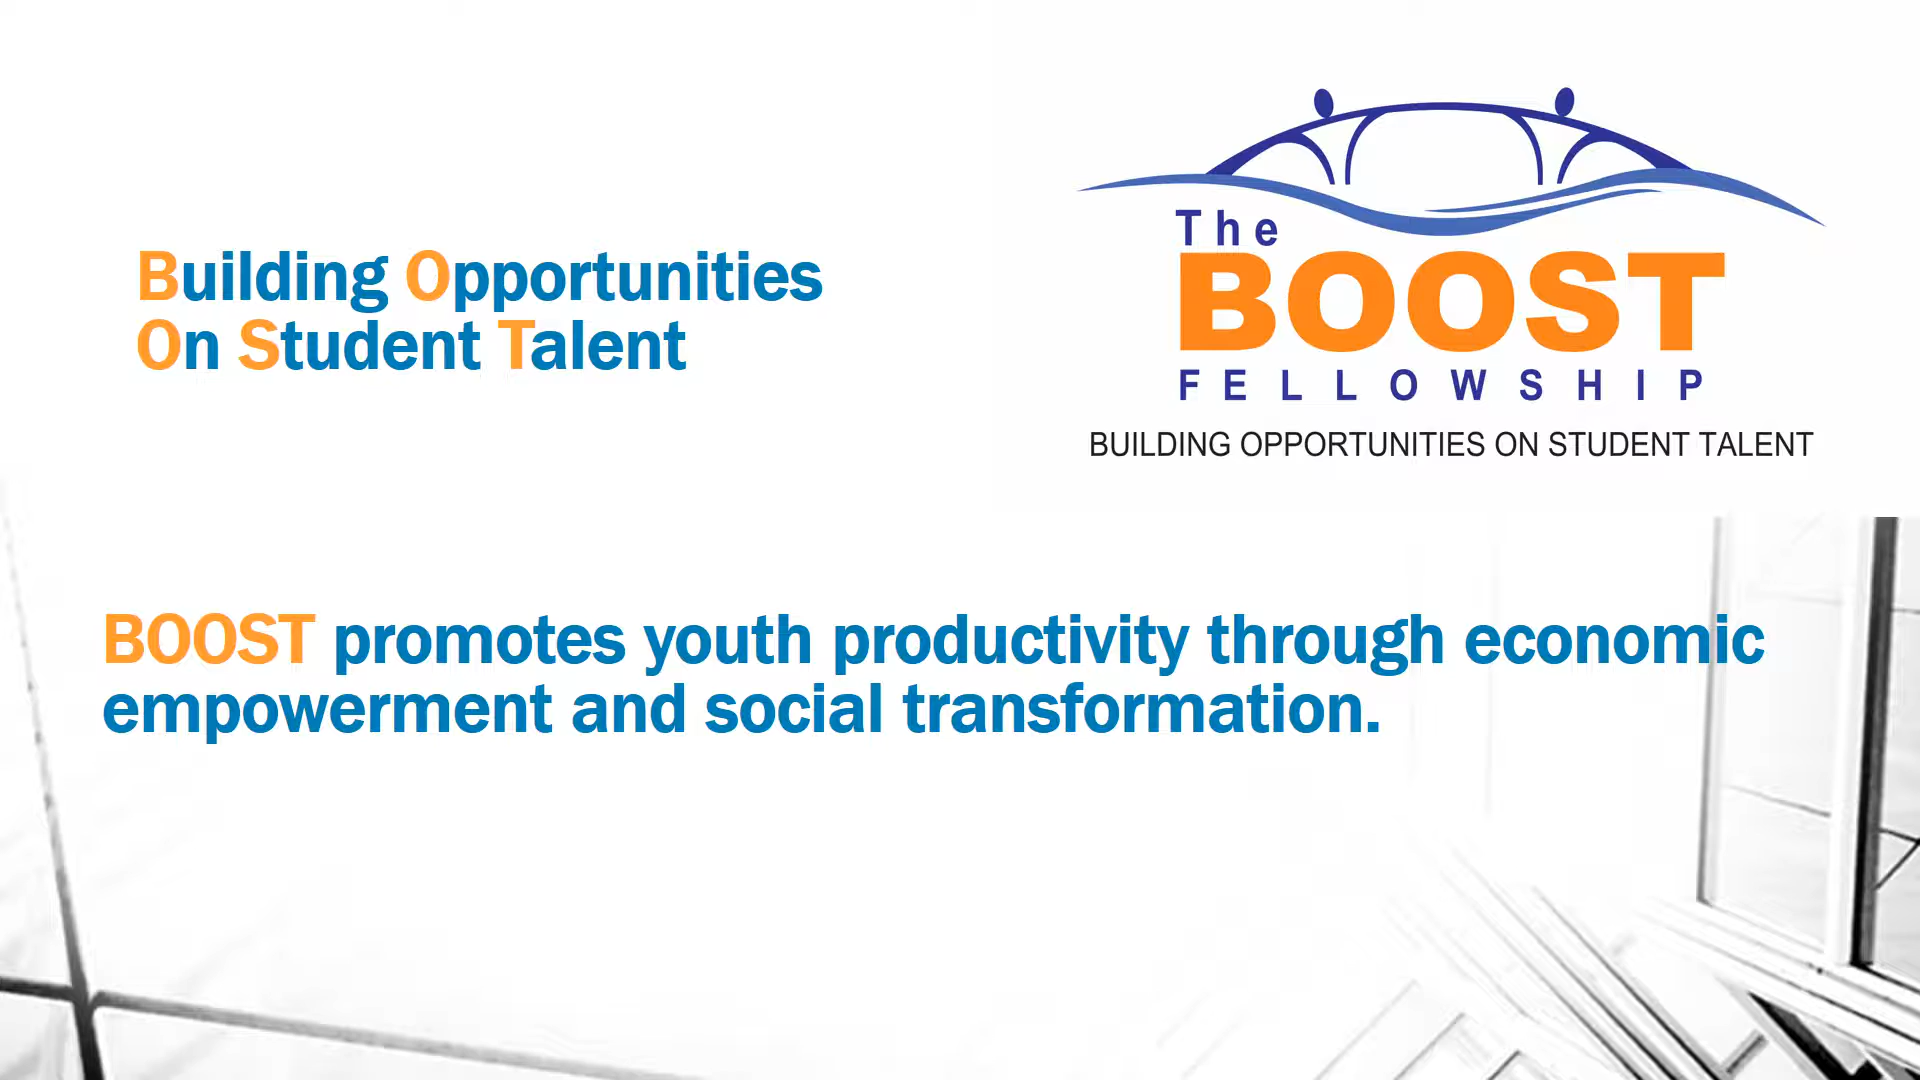 Building Opportunities
On Student Talent
The
BOOST
FELLOWSHIP
BUILDING OPPORTUNITIES ON STUDENT TALENT
BOOST promotes youth productivity through economic
empowerment and social transformation.